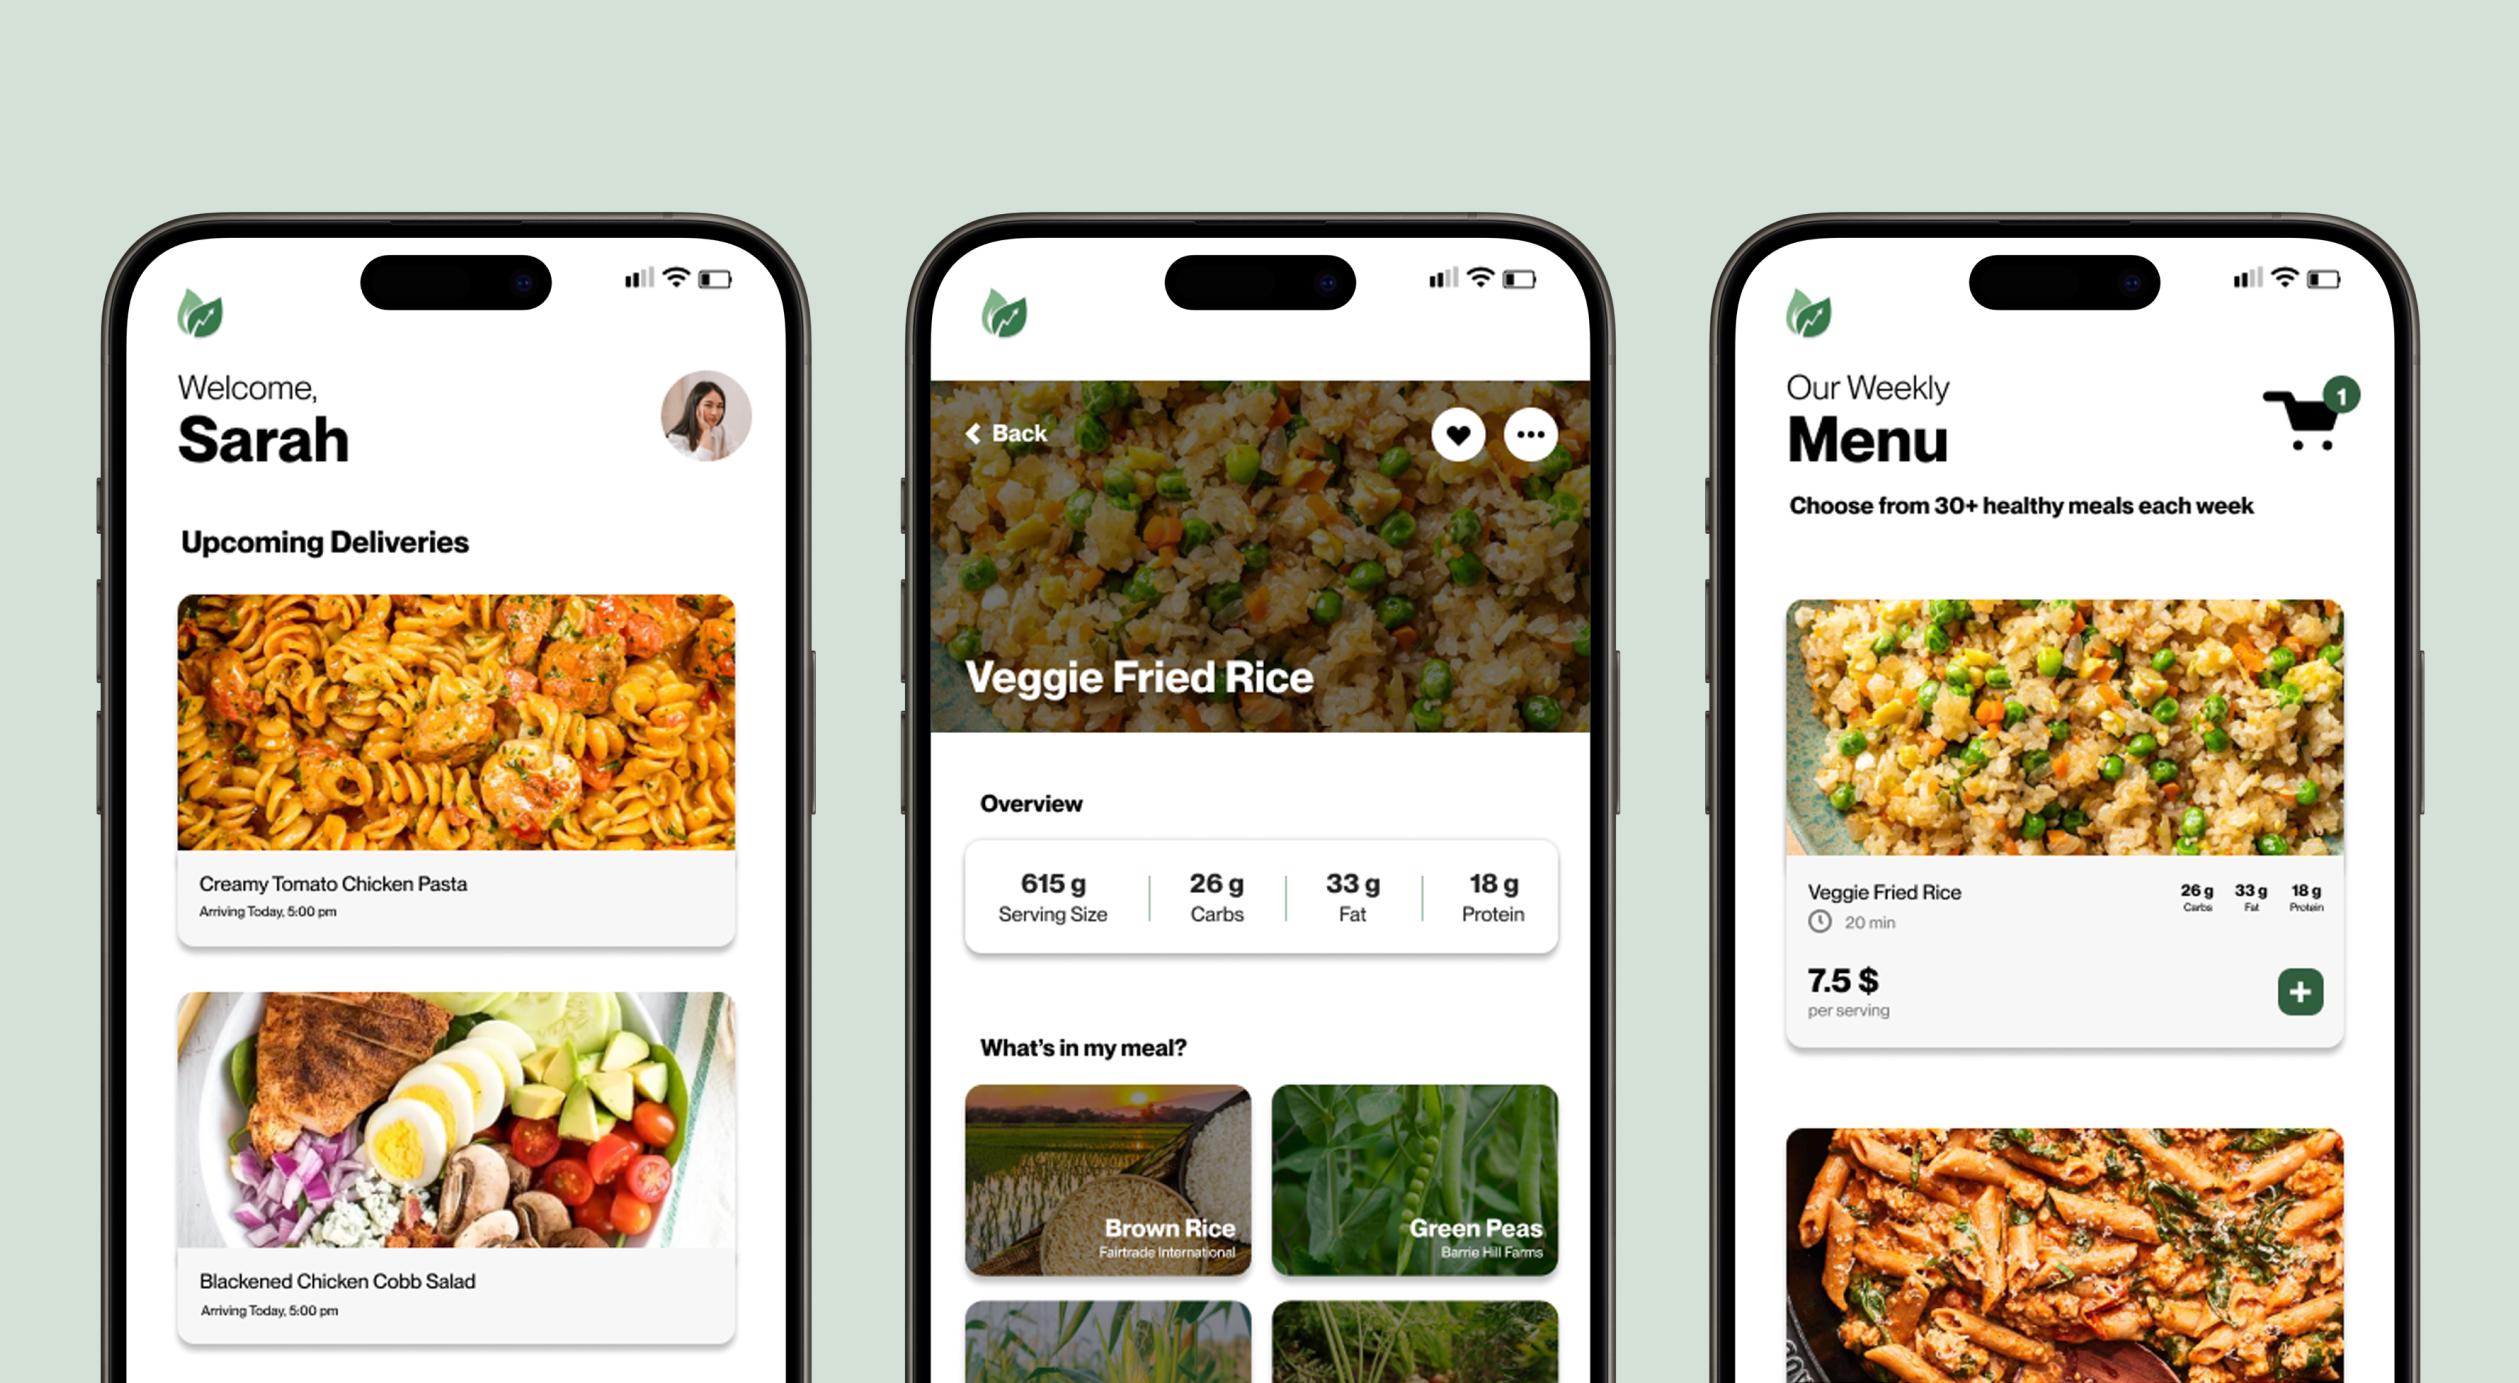 Welcome,
Sarah
Upcoming Deliveries
Creamy Tomato Chicken Pasta
Arriving Today, 5:00 pm
Blackened Chicken Cobb Salad
Arriving Today, 5:00 pm
Back
Veggie Fried Rice
Overview
615 g 26 g 33 g 18 g
Serving Size Carbs Fat Protein
What's in my meal?
Brown Rice
Fairtrade International
Green Peas
Barrie Hill Farms
Our Weekly
Menu
1
Choose from 30+ healthy meals each week
Veggie Fried Rice
20 min
26 g 33 g 18 g
Carbs Fat Protein
7.5 $
per serving